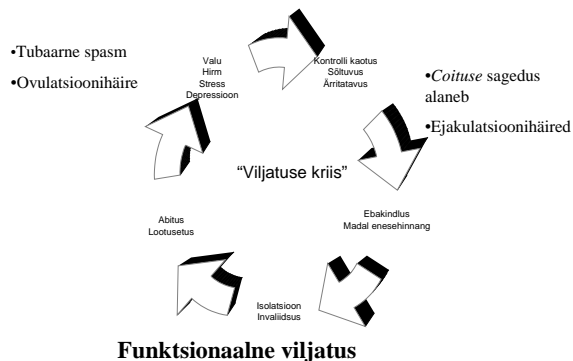 •Tubaarne spasm
•Ovulatsioonihäire
Valu
Hirm
Stress
Depressioon
Kontrolli kaotus
Sõltuvus
Ärritatavus
•Coituse sagedus
alaneb
•Ejakulatsioonihäired
“Viljatuse kriis”
Abitus
Lootusetus
Ebakindlus
Madal enesehinnang
Isolatsioon
Invaliidsus
Funktsionaalne viljatus